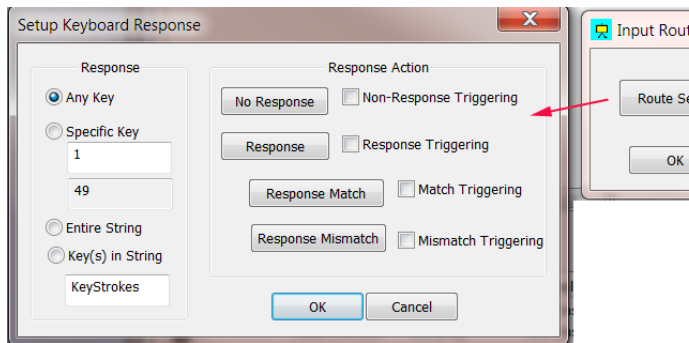 Setup Keyboard Response
Response
Any Key
Specific Key
1
49
Entire String
Key(s) in String
KeyStrokes
Response Action
No Response
Non-Response Triggering
Response
Response Triggering
Response Match
Match Triggering
Response Mismatch
Mismatch Triggering
OK
Cancel
Input Rout
Route Se
OK